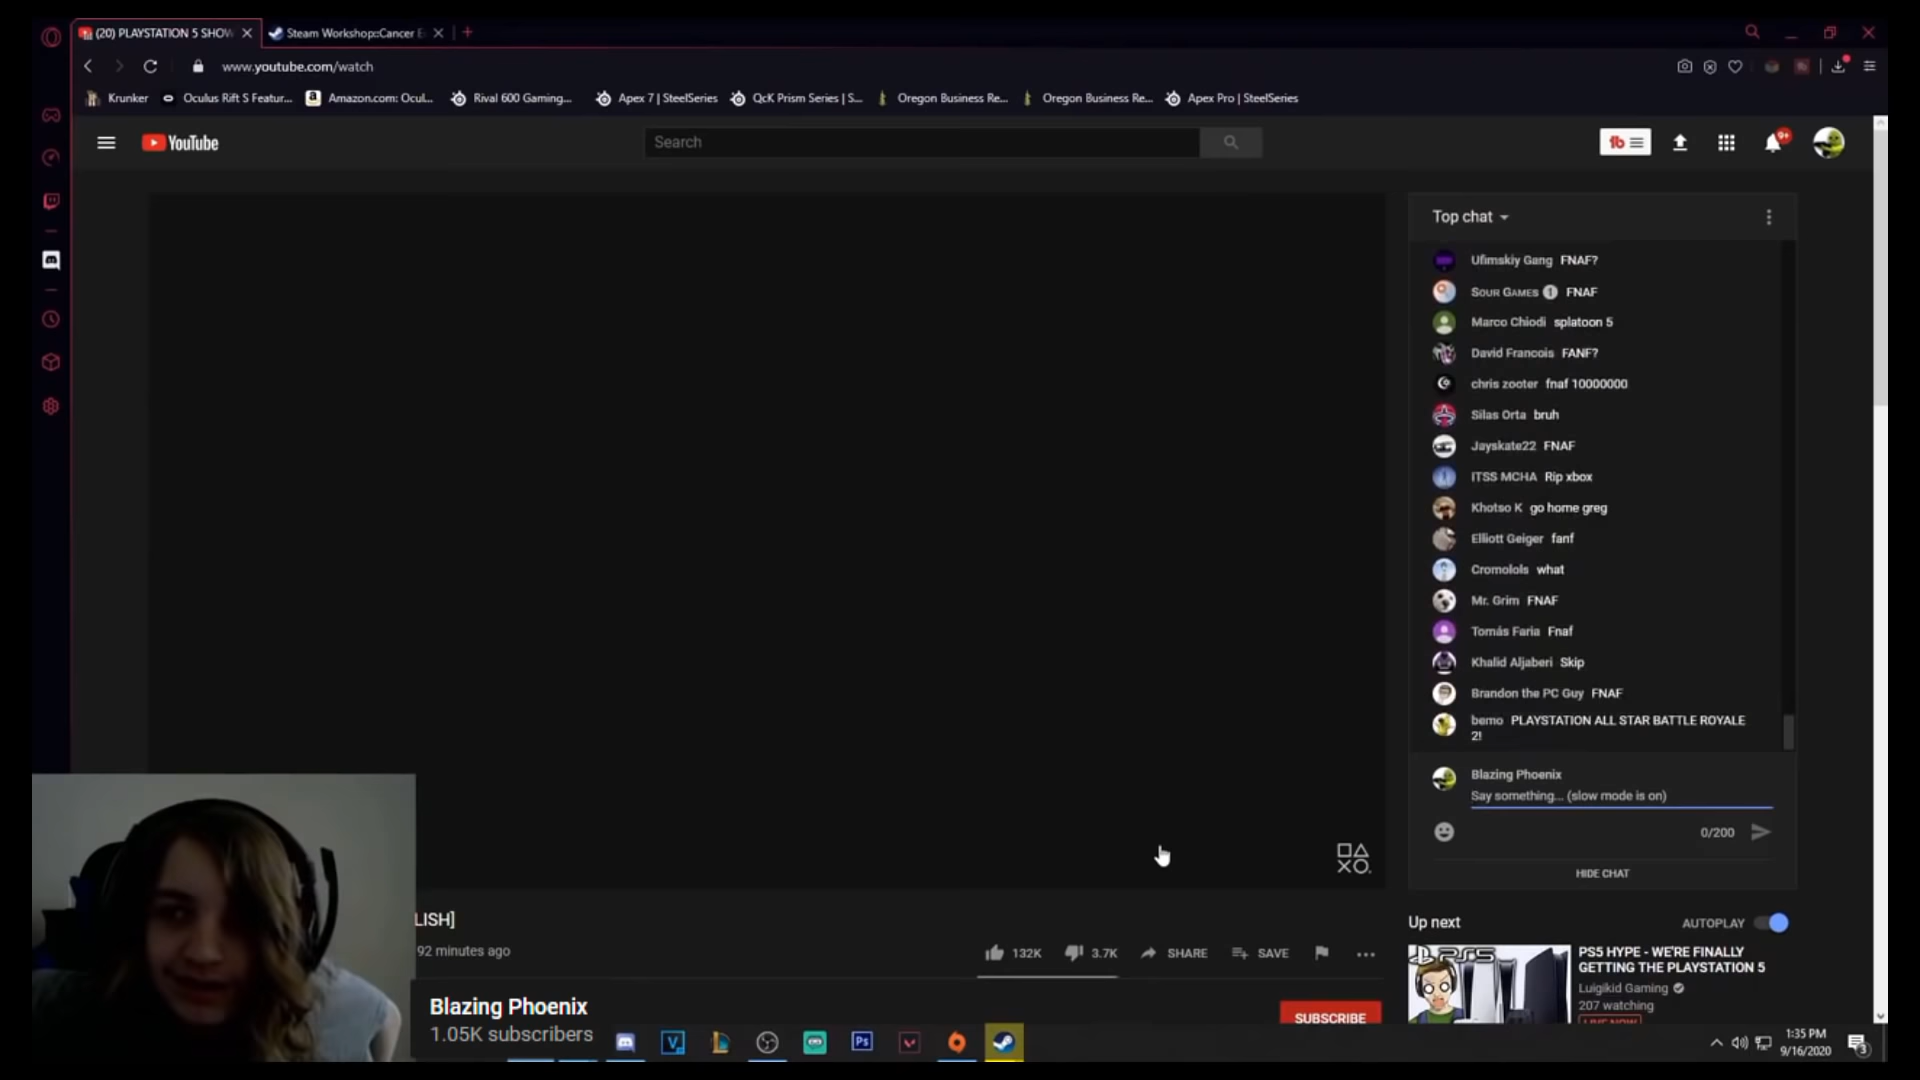 (20) PLAYSTATION 5 SHOW
Steam Workshop::Cancer E
www.youtube.com/watch
Krunker
Oculus Rift S Featur...
Amazon.com: Ocul...
Rival 600 Gaming...
Apex 7 | SteelSeries
QcK Prism Series | S...
Oregon Business Re...
Oregon Business Re...
Apex Pro | SteelSeries
YouTube
Search
9+
Top chat
Ufimskiy Gang FNAF?
SOUR GAMES 1 FNAF
Marco Chiodi splatoon 5
David Francois FANF?
chris zooter fnaf 10000000
Silas Orta bruh
Jayskate22 FNAF
ITSS MCHA Rip xbox
Khotso K go home greg
Elliott Geiger fanf
Cromolols what
Mr. Grim FNAF
Tomás Faria Fnaf
Khalid Aljaberi Skip
Brandon the PC Guy FNAF
bemo PLAYSTATION ALL STAR BATTLE ROYALE
2!
Blazing Phoenix
Say something... (slow mode is on)
0/200
HIDE CHAT
LISH]
92 minutes ago
132K
3.7K
SHARE
SAVE
Up next
AUTOPLAY
PS5
PS5 HYPE - WE'RE FINALLY
GETTING THE PLAYSTATION 5
Luigikid Gaming
207 watching
LIVE NOW
Blazing Phoenix
1.05K subscribers
SUBSCRIBE
Ps
1:35 PM
9/16/2020
3